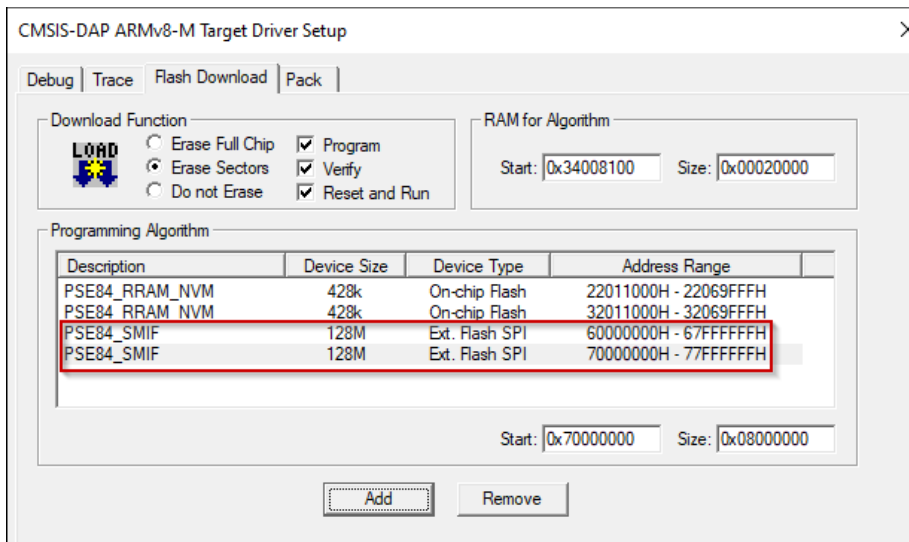 CMSIS-DAP ARMv8-M Target Driver Setup
Debug Trace Flash Download Pack
Download Function
LOAD
Erase Full Chip
Erase Sectors
Do not Erase
Program
Verify
Reset and Run
RAM for Algorithm
Start: 0x34008100 Size: 0x00020000
Programming Algorithm
Description Device Size Device Type Address Range
PSE84_RRAM_NVM 428k On-chip Flash 22011000H - 22069FFFH
PSE84_RRAM_NVM 428k On-chip Flash 32011000H - 32069FFFH
PSE84_SMIF 128M Ext. Flash SPI 60000000H - 67FFFFFFH
PSE84_SMIF 128M Ext. Flash SPI 70000000H - 77FFFFFFH
Start: 0x70000000 Size: 0x08000000
Add Remove